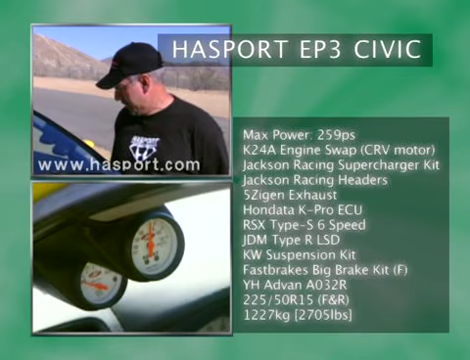 HASPORT EP3 CIVIC
HASPORT
www.hasport.com
Max Power: 259ps
K24A Engine Swap (CRV motor)
Jackson Racing Supercharger Kit
Jackson Racing Headers
5Zigen Exhaust
Hondata K-Pro ECU
RSX Type-S 6 Speed
JDM Type R LSD
KW Suspension Kit
Fastbrakes Big Brake Kit (F)
YH Advan A032R
225/50R15 (F&R)
1227kg [2705lbs]